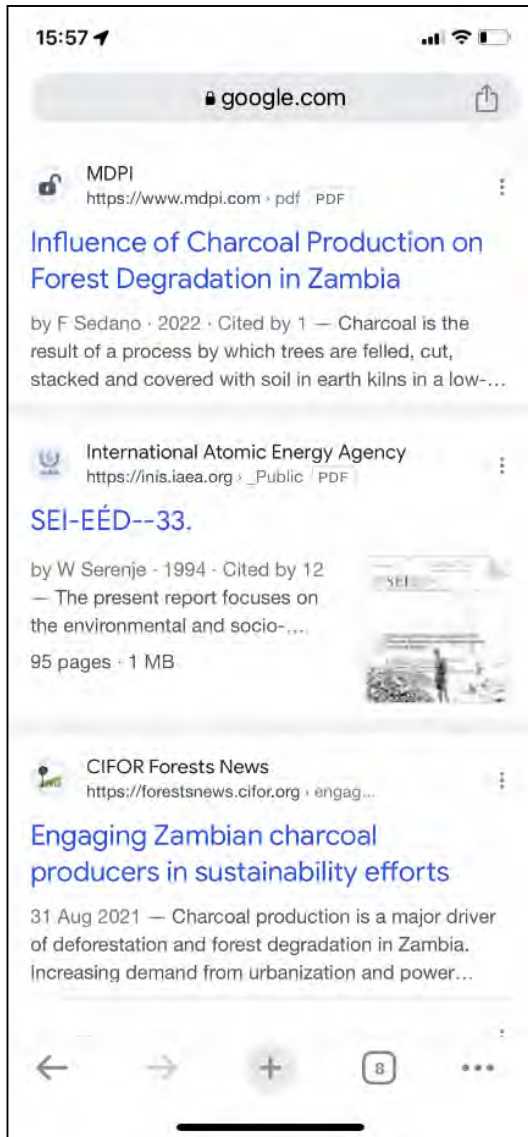 15:57
google.com
MDPI
https://www.mdpi.com › pdf PDF
Influence of Charcoal Production on
Forest Degradation in Zambia
by F Sedano · 2022 · Cited by 1 — Charcoal is the
result of a process by which trees are felled, cut,
stacked and covered with soil in earth kilns in a low-...
International Atomic Energy Agency
https://inis.iaea.org › _Public PDF
SEI-EÉD--33.
by W Serenje · 1994 · Cited by 12
— The present report focuses on
the environmental and socio-...
95 pages · 1 MB
SEI
CIFOR Forests News
https://forestsnews.cifor.org › engag...
Engaging Zambian charcoal
producers in sustainability efforts
31 Aug 2021 — Charcoal production is a major driver
of deforestation and forest degradation in Zambia.
Increasing demand from urbanization and power...
8